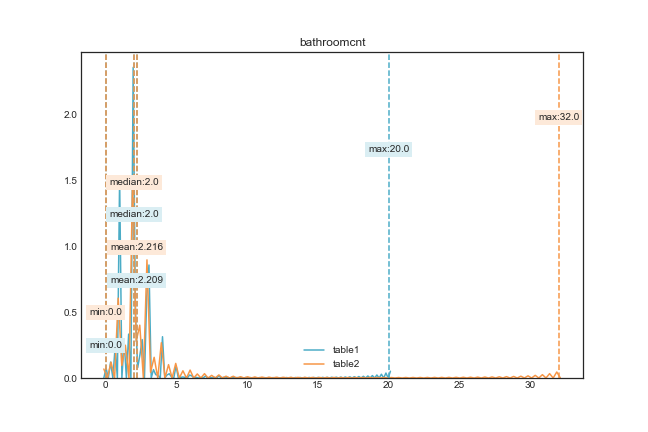 bathroomcnt
max:32.0
max:20.0
median:2.0
median:2.0
mean:2.216
mean:2.209
min:0.0
min:0.0
2.0
1.5
1.0
0.5
0.0
0 5 10 15 20 25 30
table1
table2